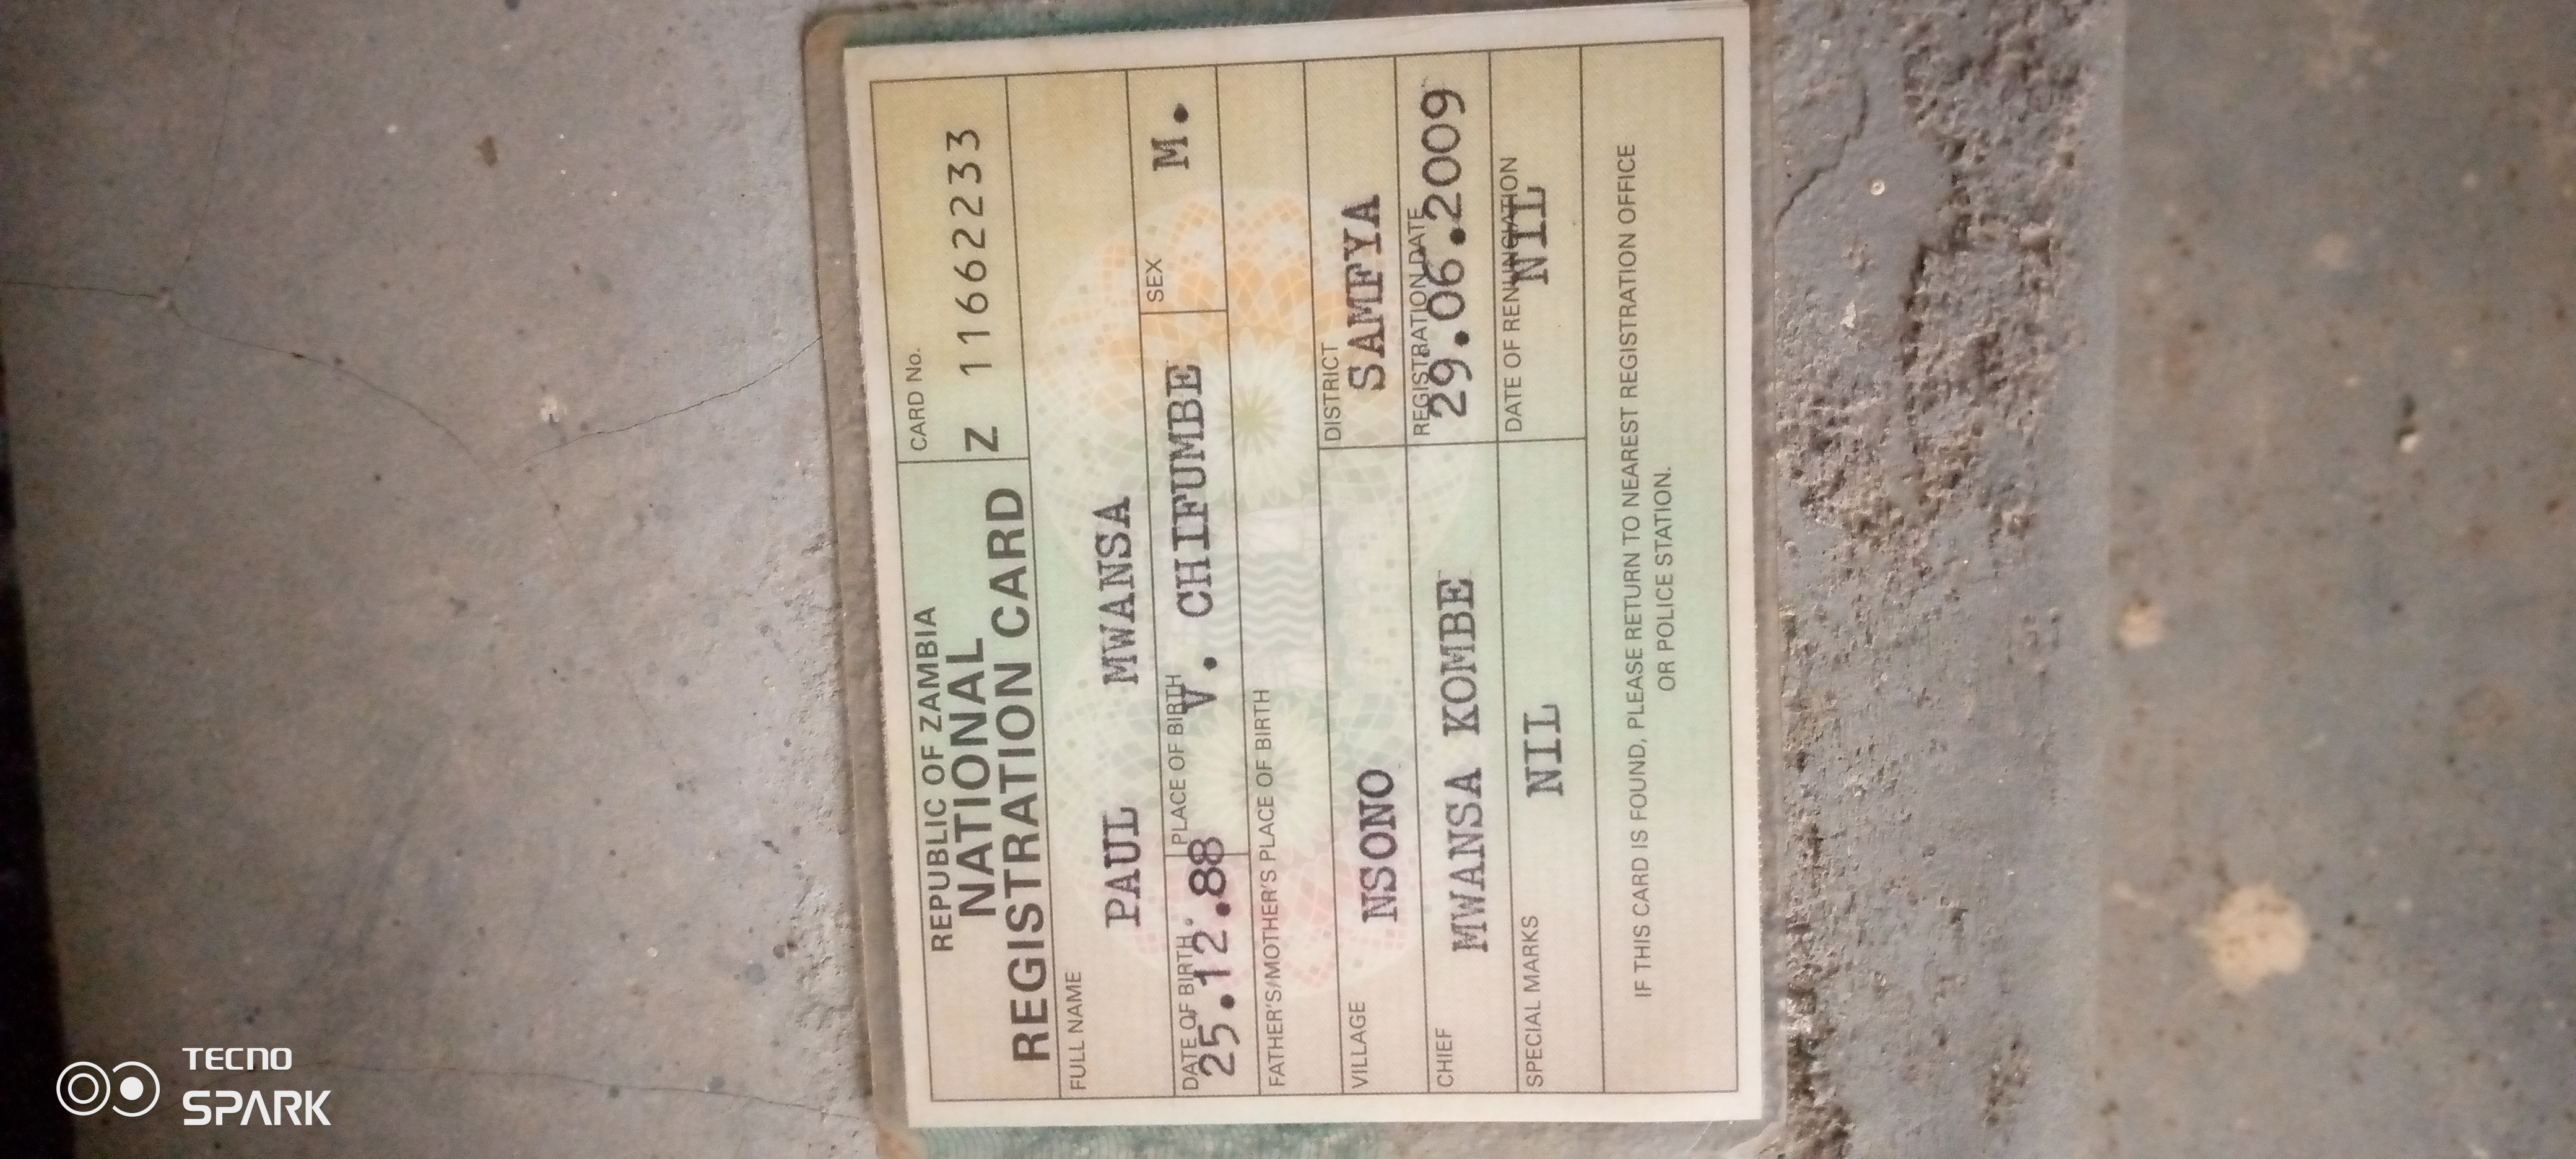 REPUBLIC OF ZAMBIA
NATIONAL
REGISTRATION CARD
CARD No.
Z 11662233
FULL NAME
PAUL MWANSA
DATE OF BIRTH
25.12.88
PLACE OF BIRTH
V. CHIFUMBE
SEX
M.
FATHER'S/MOTHER'S PLACE OF BIRTH
VILLAGE
NSONO
DISTRICT
SAMFYA
CHIEF
MWANSA KOMBE
REGISTRATION DATE
29.06.2009
SPECIAL MARKS
NIL
DATE OF RENUNCIATION
NIL
IF THIS CARD IS FOUND, PLEASE RETURN TO NEAREST REGISTRATION OFFICE
OR POLICE STATION.
TECNO
SPARK